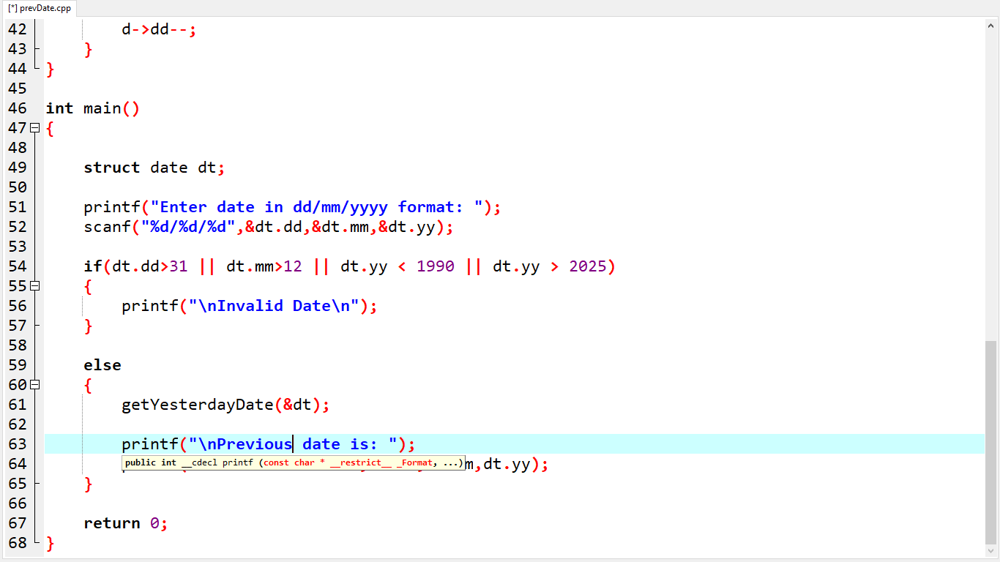 [*] prevDate.cpp
42 d->dd--;
43 }
44 }
45
46 int main()
47 {
48
49 struct date dt;
50
51 printf("Enter date in dd/mm/yyyy format: ");
52 scanf("%d/%d/%d",&dt.dd,&dt.mm,&dt.yy);
53
54 if(dt.dd>31 || dt.mm>12 || dt.yy < 1990 || dt.yy > 2025)
55 {
56 printf("\nInvalid Date\n");
57 }
58
59 else
60 {
61 getYesterdayDate(&dt);
62
63 printf("\nPrevious date is: ");
public int __cdecl printf (const char * __restrict__ _Format, ...)
64 m,dt.yy);
65 }
66
67 return 0;
68 }